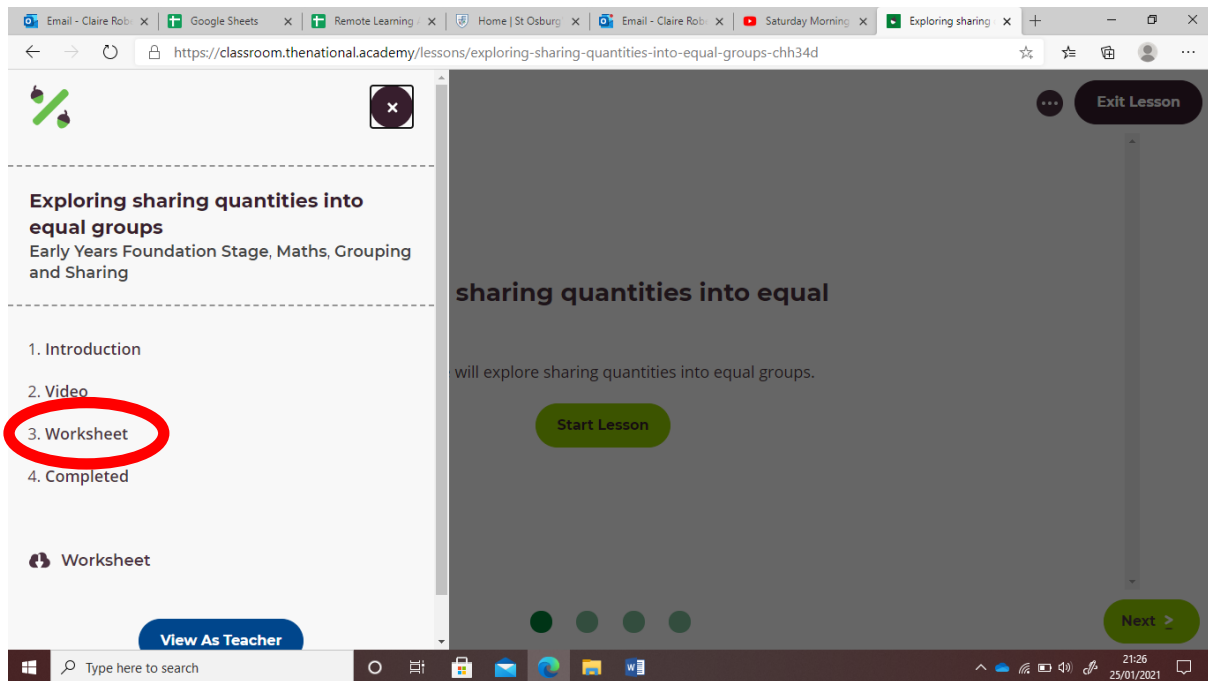 Email - Claire Rob
Google Sheets
Remote Learning
Home | St Osburg
Email - Claire Rob
Saturday Morning
Exploring sharing
https://classroom.thenational.academy/lessons/exploring-sharing-quantities-into-equal-groups-chh34d
Exit Lesson
Exploring sharing quantities into
equal groups
Early Years Foundation Stage, Maths, Grouping
and Sharing
sharing quantities into equal
1. Introduction
will explore sharing quantities into equal groups.
2. Video
Start Lesson
3. Worksheet
4. Completed
Worksheet
View As Teacher
Next
Type here to search
21:26
25/01/2021